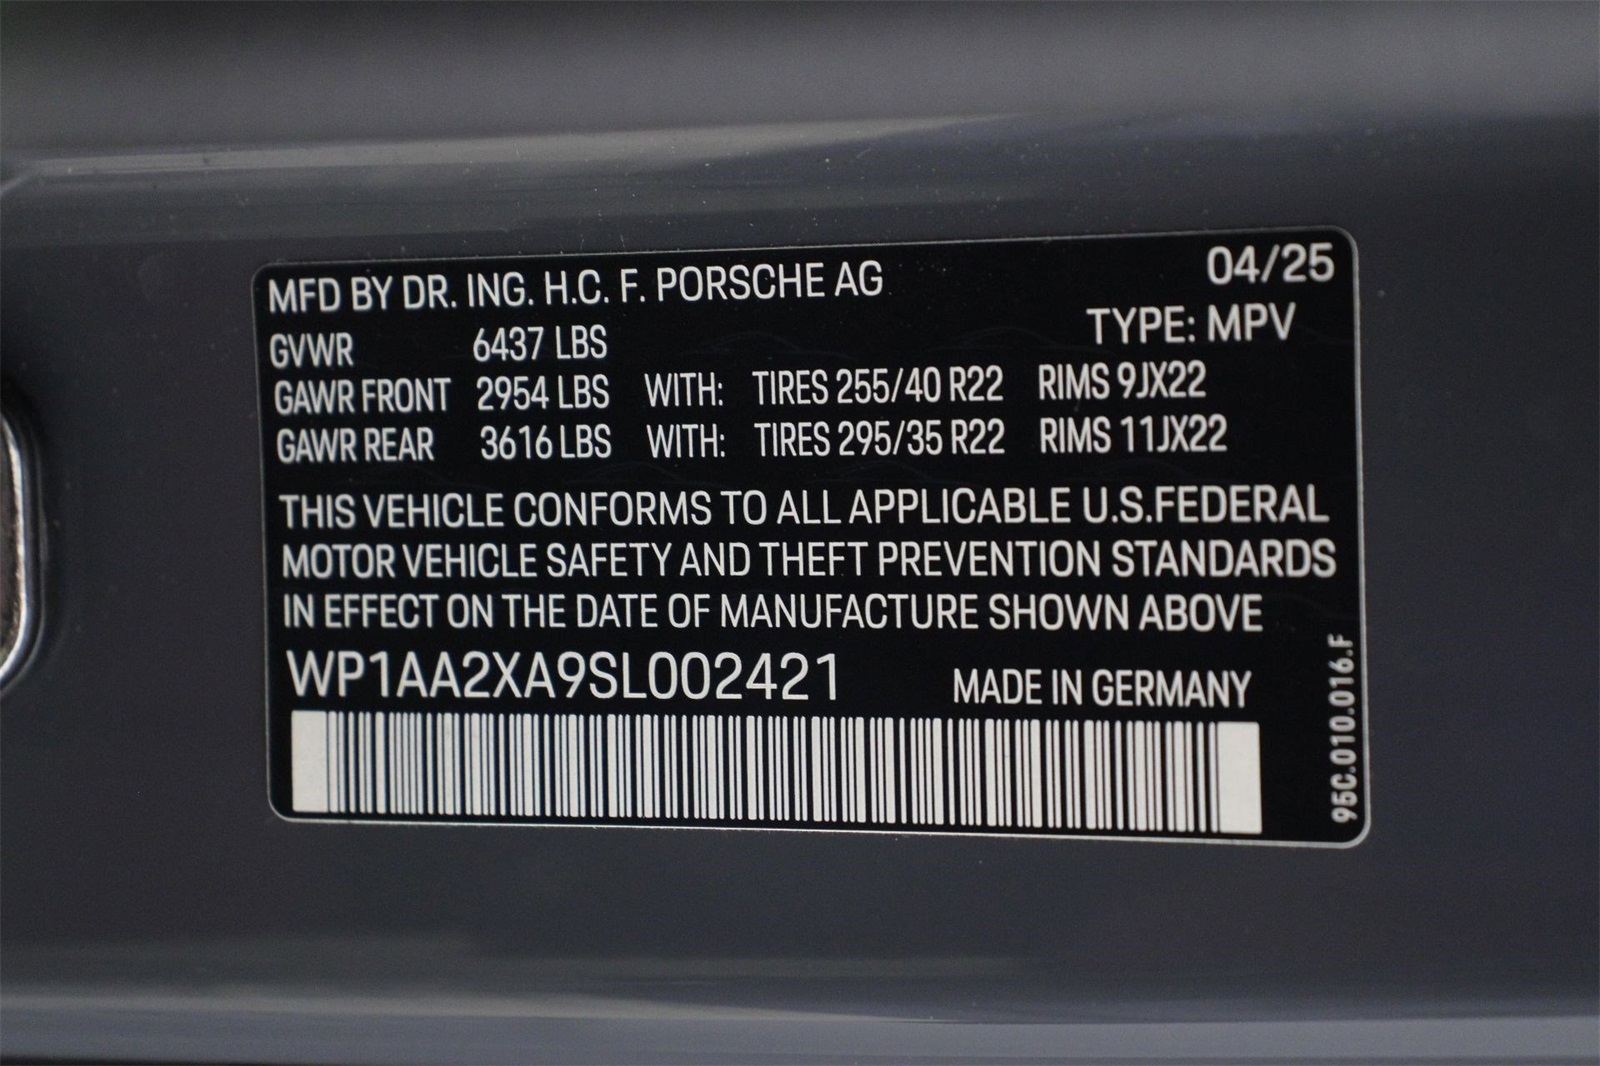 MFD BY DR. ING. H.C. F. PORSCHE AG 04/25
TYPE: MPV
GVWR 6437 LBS
GAWR FRONT 2954 LBS WITH: TIRES 255/40 R22 RIMS 9JX22
GAWR REAR 3616 LBS WITH: TIRES 295/35 R22 RIMS 11JX22
THIS VEHICLE CONFORMS TO ALL APPLICABLE U.S.FEDERAL
MOTOR VEHICLE SAFETY AND THEFT PREVENTION STANDARDS
IN EFFECT ON THE DATE OF MANUFACTURE SHOWN ABOVE
WP1AA2XA9SL002421 MADE IN GERMANY
95C.010.016.F